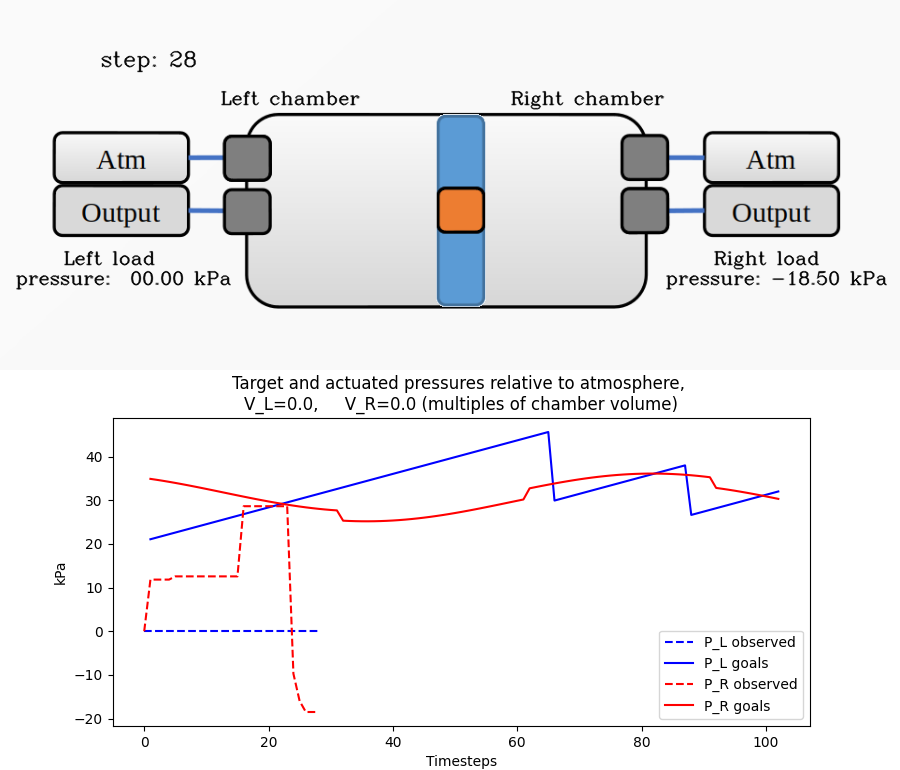 step: 28
Left chamber
Right chamber
Atm
Atm
Output
Output
Left load
pressure:  00.00 kPa
Right load
pressure: −18.50 kPa
Target and actuated pressures relative to atmosphere,
V_L=0.0,     V_R=0.0 (multiples of chamber volume)
kPa
40
30
20
10
0
−10
−20
P_L observed
P_L goals
P_R observed
P_R goals
0 20 40 60 80 100
Timesteps